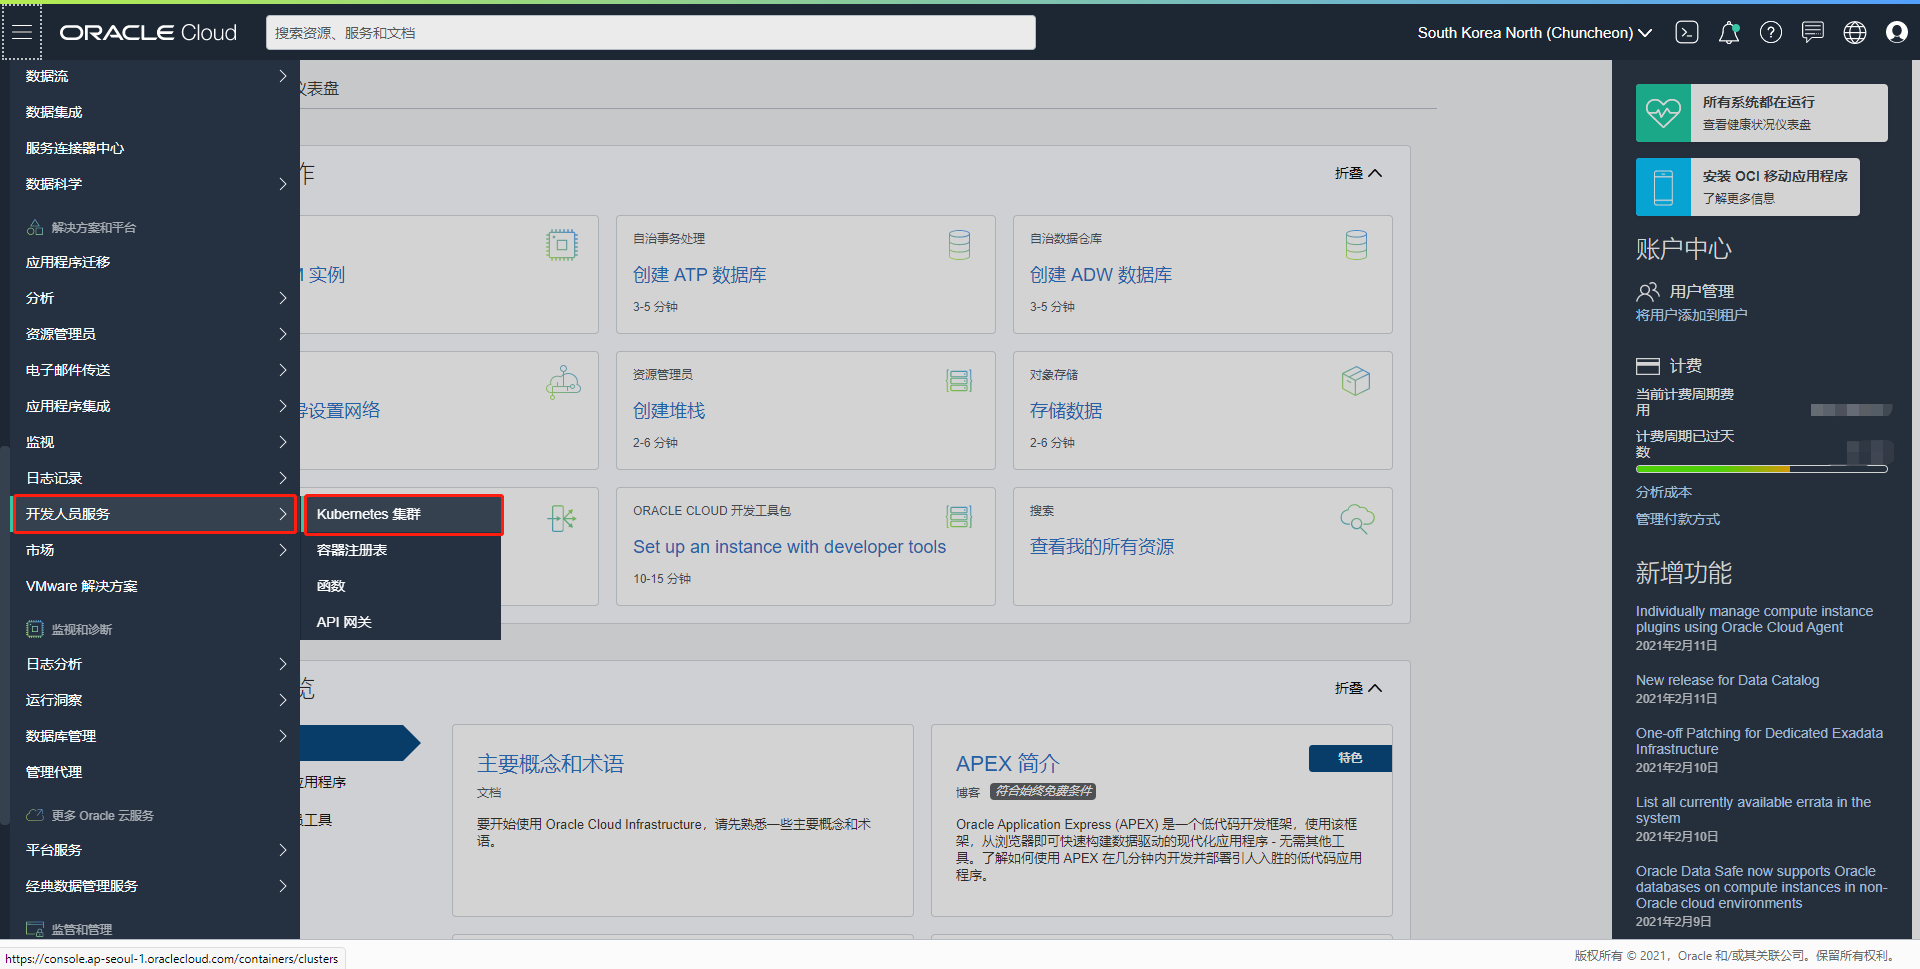 ORACLE Cloud
搜索资源、服务和文档
South Korea North (Chuncheon)
数据流
数据集成
服务连接器中心
数据科学
解决方案和平台
应用程序迁移
分析
资源管理员
电子邮件传送
应用程序集成
监视
日志记录
开发人员服务
市场
VMware 解决方案
监视和诊断
日志分析
运行洞察
数据库管理
管理代理
更多 Oracle 云服务
平台服务
经典数据管理服务
监管和管理
Kubernetes 集群
容器注册表
函数
API 网关
仪表盘
作
折叠
实例
自治事务处理
创建 ATP 数据库
3-5 分钟
自治数据仓库
创建 ADW 数据库
3-5 分钟
导设置网络
资源管理员
创建堆栈
2-6 分钟
对象存储
存储数据
2-6 分钟
ORACLE CLOUD 开发工具包
Set up an instance with developer tools
10-15 分钟
搜索
查看我的所有资源
览
折叠
应用程序
工具
主要概念和术语
文档
要开始使用 Oracle Cloud Infrastructure，请先熟悉一些主要概念和术
语。
特色
APEX 简介
博客 符合始终免费条件
Oracle Application Express (APEX) 是一个低代码开发框架，使用该框
架，从浏览器即可快速构建数据驱动的现代化应用程序 - 无需其他工
具。了解如何使用 APEX 在几分钟内开发并部署引人入胜的低代码应用
程序。
所有系统都在运行
查看健康状况仪表盘
安装 OCI 移动应用程序
了解更多信息
账户中心
用户管理
将用户添加到租户
计费
当前计费周期费
用
计费周期已过天
数
分析成本
管理付款方式
新增功能
Individually manage compute instance
plugins using Oracle Cloud Agent
2021年2月11日
New release for Data Catalog
2021年2月11日
One-off Patching for Dedicated Exadata
Infrastructure
2021年2月10日
List all currently available errata in the
system
2021年2月10日
Oracle Data Safe now supports Oracle
databases on compute instances in non-
Oracle cloud environments
2021年2月9日
https://console.ap-seoul-1.oraclecloud.com/containers/clusters
版权所有 © 2021，Oracle 和/或其关联公司。保留所有权利。